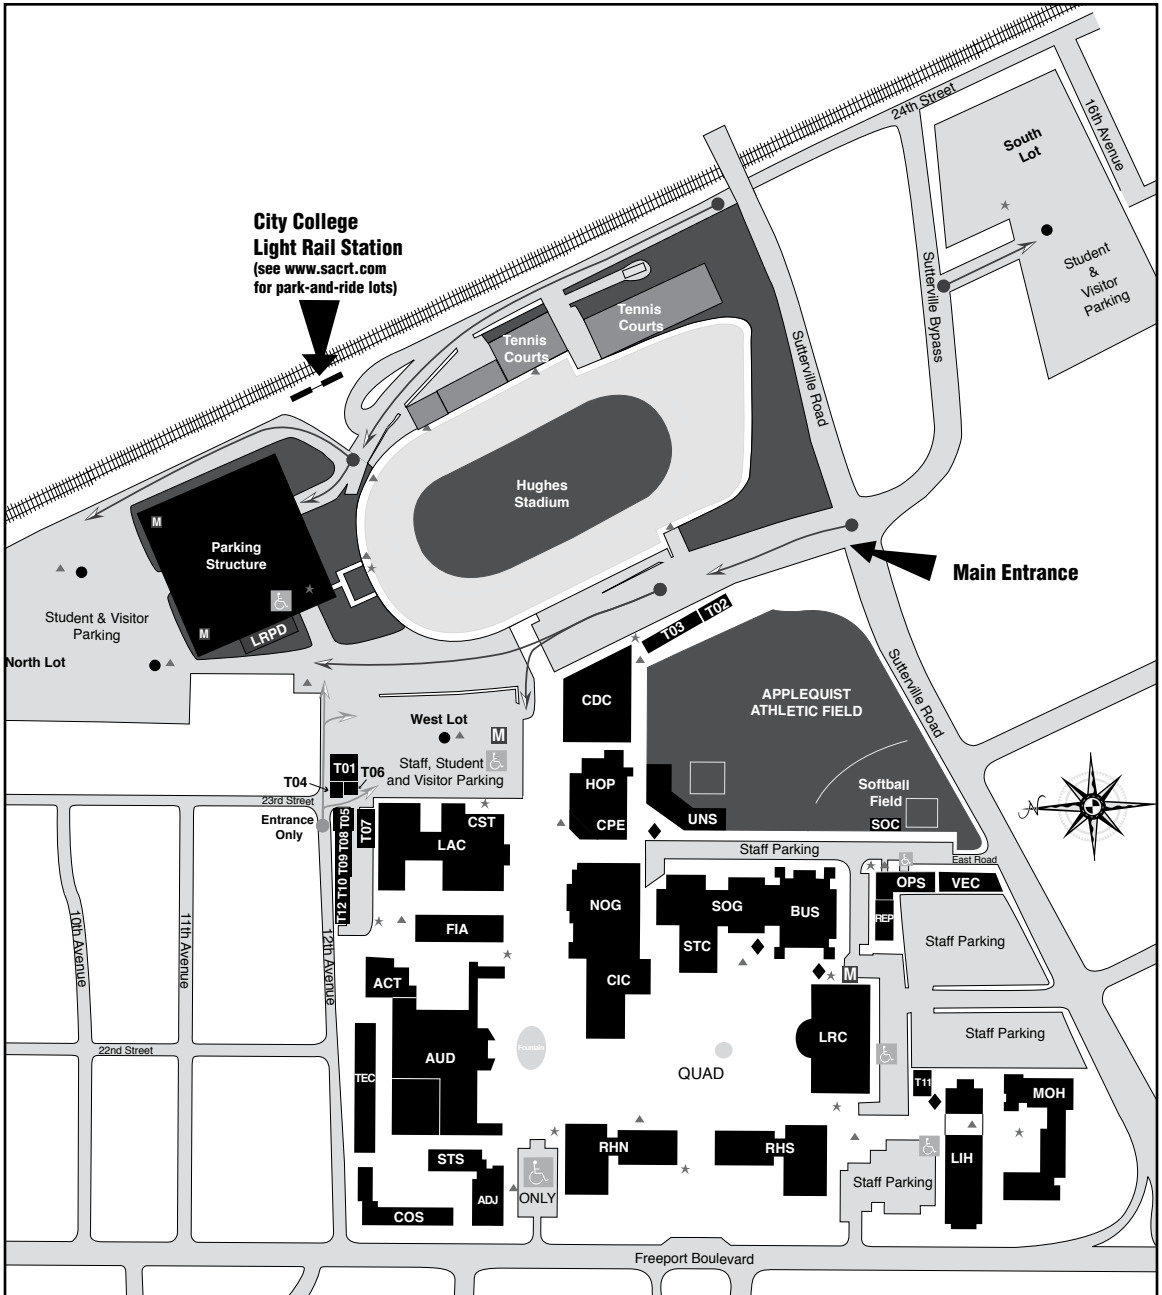 24th Street
16th Avenue
South
Lot
City College
Light Rail Station
(see www.sacrt.com
for park-and-ride lots)
Student
&
Visitor
Parking
Sutterville Bypass
Tennis
Courts
Tennis
Courts
Sutterville Road
Hughes
Stadium
M
Parking
Structure
Main Entrance
Student & Visitor
Parking
M
LRPD
T03
T02
North Lot
Sutterville Road
CDC
APPLEQUIST
ATHLETIC FIELD
West Lot
M
Staff, Student
and Visitor Parking
T01
T04
T06
23rd Street
Entrance
Only
HOP
CPE
UNS
Softball
Field
SOC
N
CST
LAC
T05
T07
T08
T09
T10
T12
Staff Parking
East Road
OPS
VEC
REP
NOG
SOG
BUS
STC
FIA
Staff Parking
10th Avenue
11th Avenue
12th Avenue
ACT
CIC
M
LRC
Staff Parking
22nd Street
AUD
Fountain
QUAD
TEC
T11
MOH
RHN
RHS
LIH
STS
ADJ
ONLY
Staff Parking
COS
Freeport Boulevard